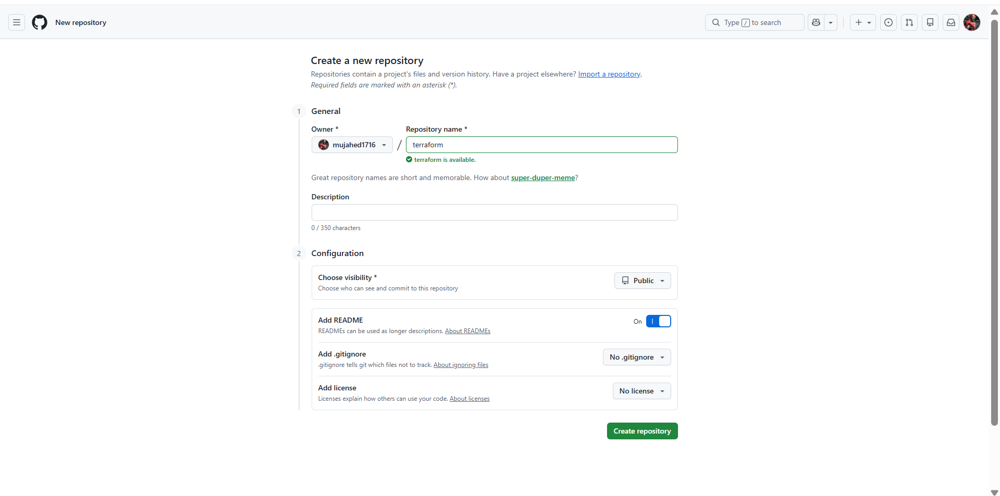 New repository
Type / to search
Create a new repository
Repositories contain a project's files and version history. Have a project elsewhere? Import a repository.
Required fields are marked with an asterisk (*).
1 General
Owner * Repository name *
mujahed1716 / terraform
terraform is available.
Great repository names are short and memorable. How about super-duper-meme?
Description
0 / 350 characters
2 Configuration
Choose visibility *
Public
Choose who can see and commit to this repository
Add README
On
READMEs can be used as longer descriptions. About READMEs
Add .gitignore
No .gitignore
.gitignore tells git which files not to track. About ignoring files
Add license
No license
Licenses explain how others can use your code. About licenses
Create repository